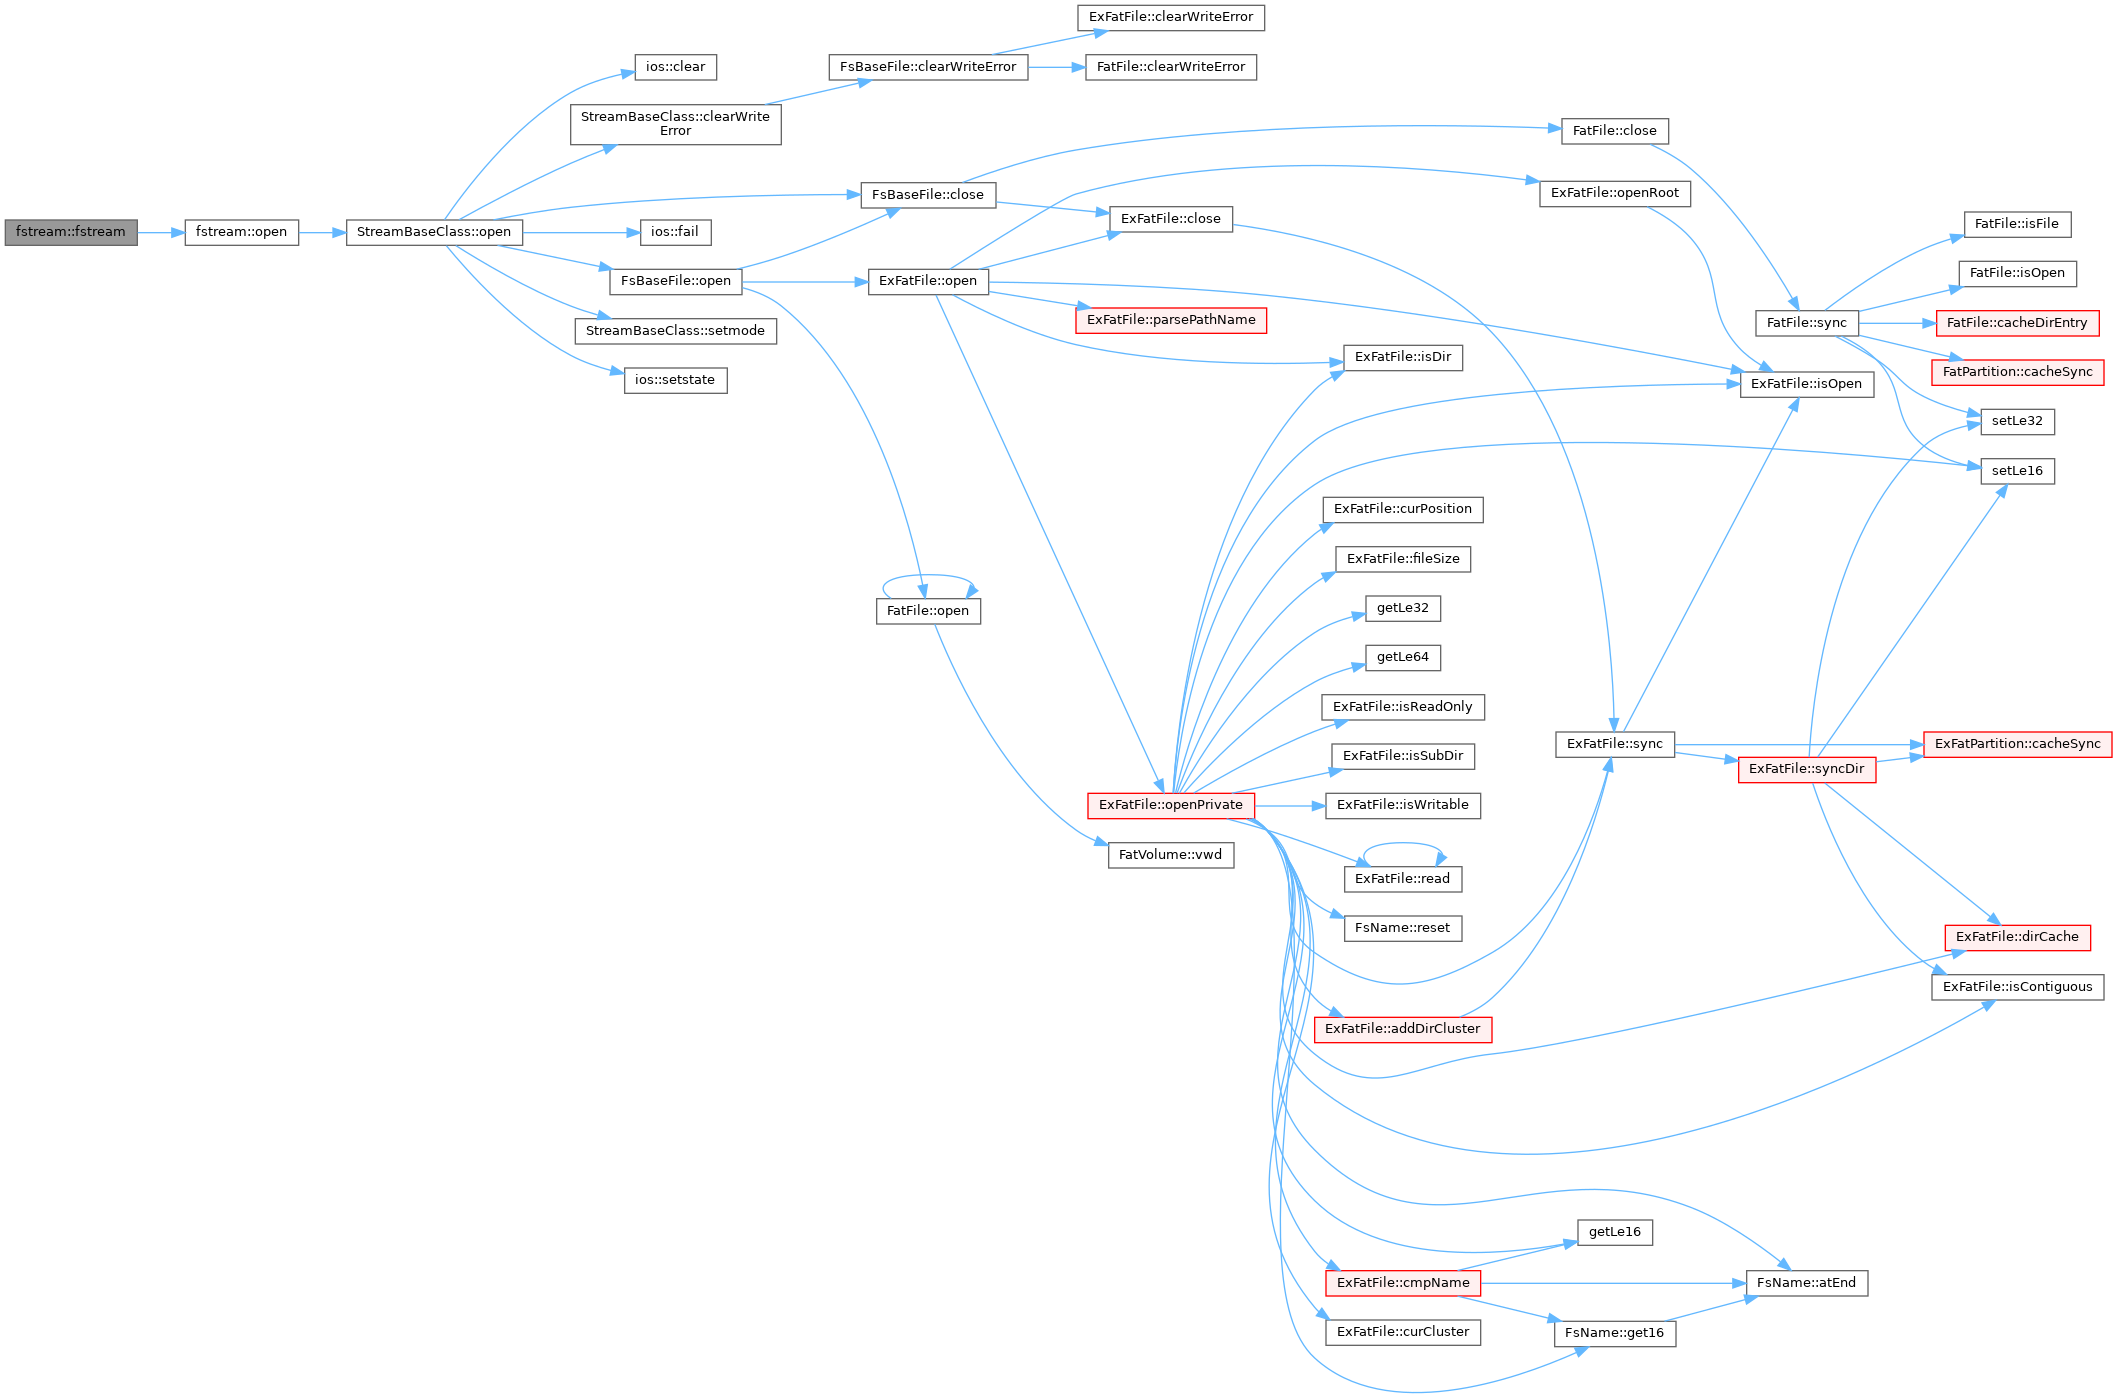 fstream::fstream
fstream::open
StreamBaseClass::open
ios::clear
StreamBaseClass::clearWrite
Error
FsBaseFile::close
ios::fail
FsBaseFile::open
StreamBaseClass::setmode
ios::setstate
FsBaseFile::clearWriteError
ExFatFile::clearWriteError
FatFile::clearWriteError
ExFatFile::close
ExFatFile::open
ExFatFile::parsePathName
FatFile::open
FatVolume::vwd
ExFatFile::openPrivate
FatFile::close
ExFatFile::openRoot
ExFatFile::isDir
ExFatFile::isOpen
ExFatFile::curPosition
ExFatFile::fileSize
getLe32
getLe64
ExFatFile::isReadOnly
ExFatFile::isSubDir
ExFatFile::isWritable
ExFatFile::read
FsName::reset
ExFatFile::addDirCluster
ExFatFile::cmpName
ExFatFile::curCluster
getLe16
FsName::get16
FsName::atEnd
ExFatFile::sync
ExFatFile::syncDir
FatFile::sync
FatFile::isFile
FatFile::isOpen
FatFile::cacheDirEntry
FatPartition::cacheSync
setLe32
setLe16
ExFatPartition::cacheSync
ExFatFile::dirCache
ExFatFile::isContiguous